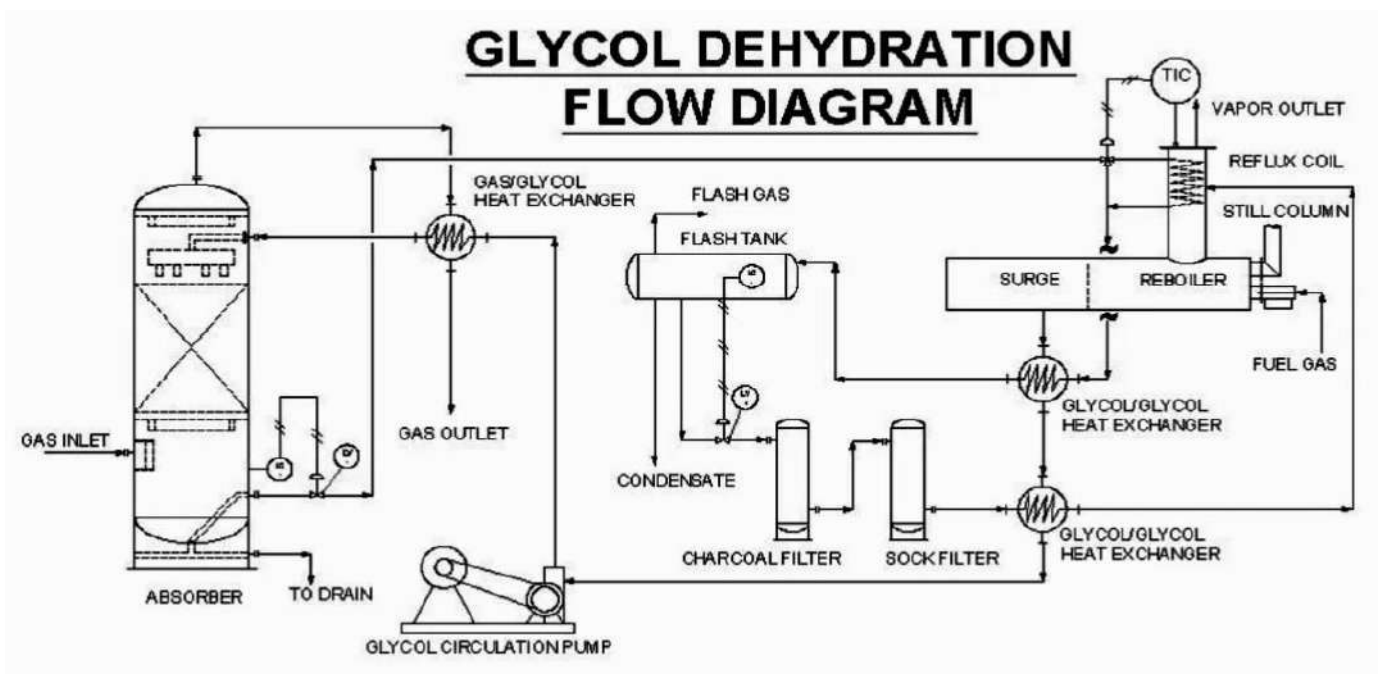 GLYCOL DEHYDRATION
FLOW DIAGRAM
TIC
VAPOR OUTLET
REFLUX COIL
STILL COLUMN
GAS/GLYCOL
HEAT EXCHANGER
FLASH GAS
FLASH TANK
SURGE
REBOILER
FUEL GAS
GLYCOL/GLYCOL
HEAT EXCHANGER
GAS OUTLET
GAS INLET
CONDENSATE
CHARCOAL FILTER
SOCK FILTER
GLYCOL/GLYCOL
HEAT EXCHANGER
ABSORBER
TO DRAIN
GLYCOL CIRCULATION PUMP